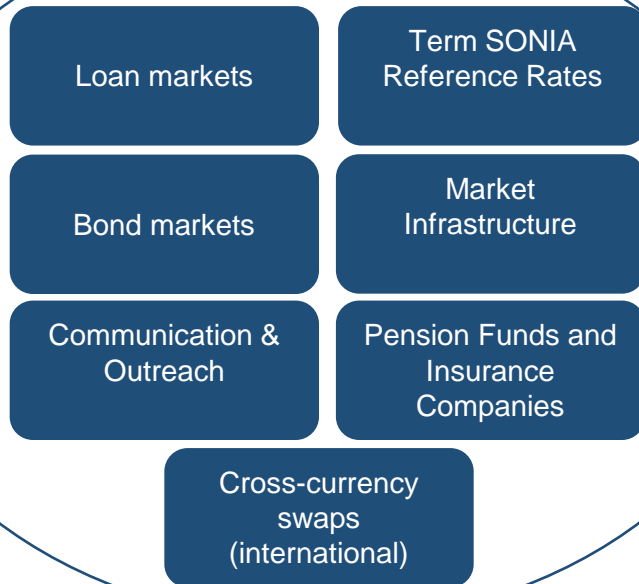 Loan markets
Term SONIA
Reference Rates
Bond markets
Market
Infrastructure
Communication &
Outreach
Pension Funds and
Insurance
Companies
Cross-currency
swaps
(international)